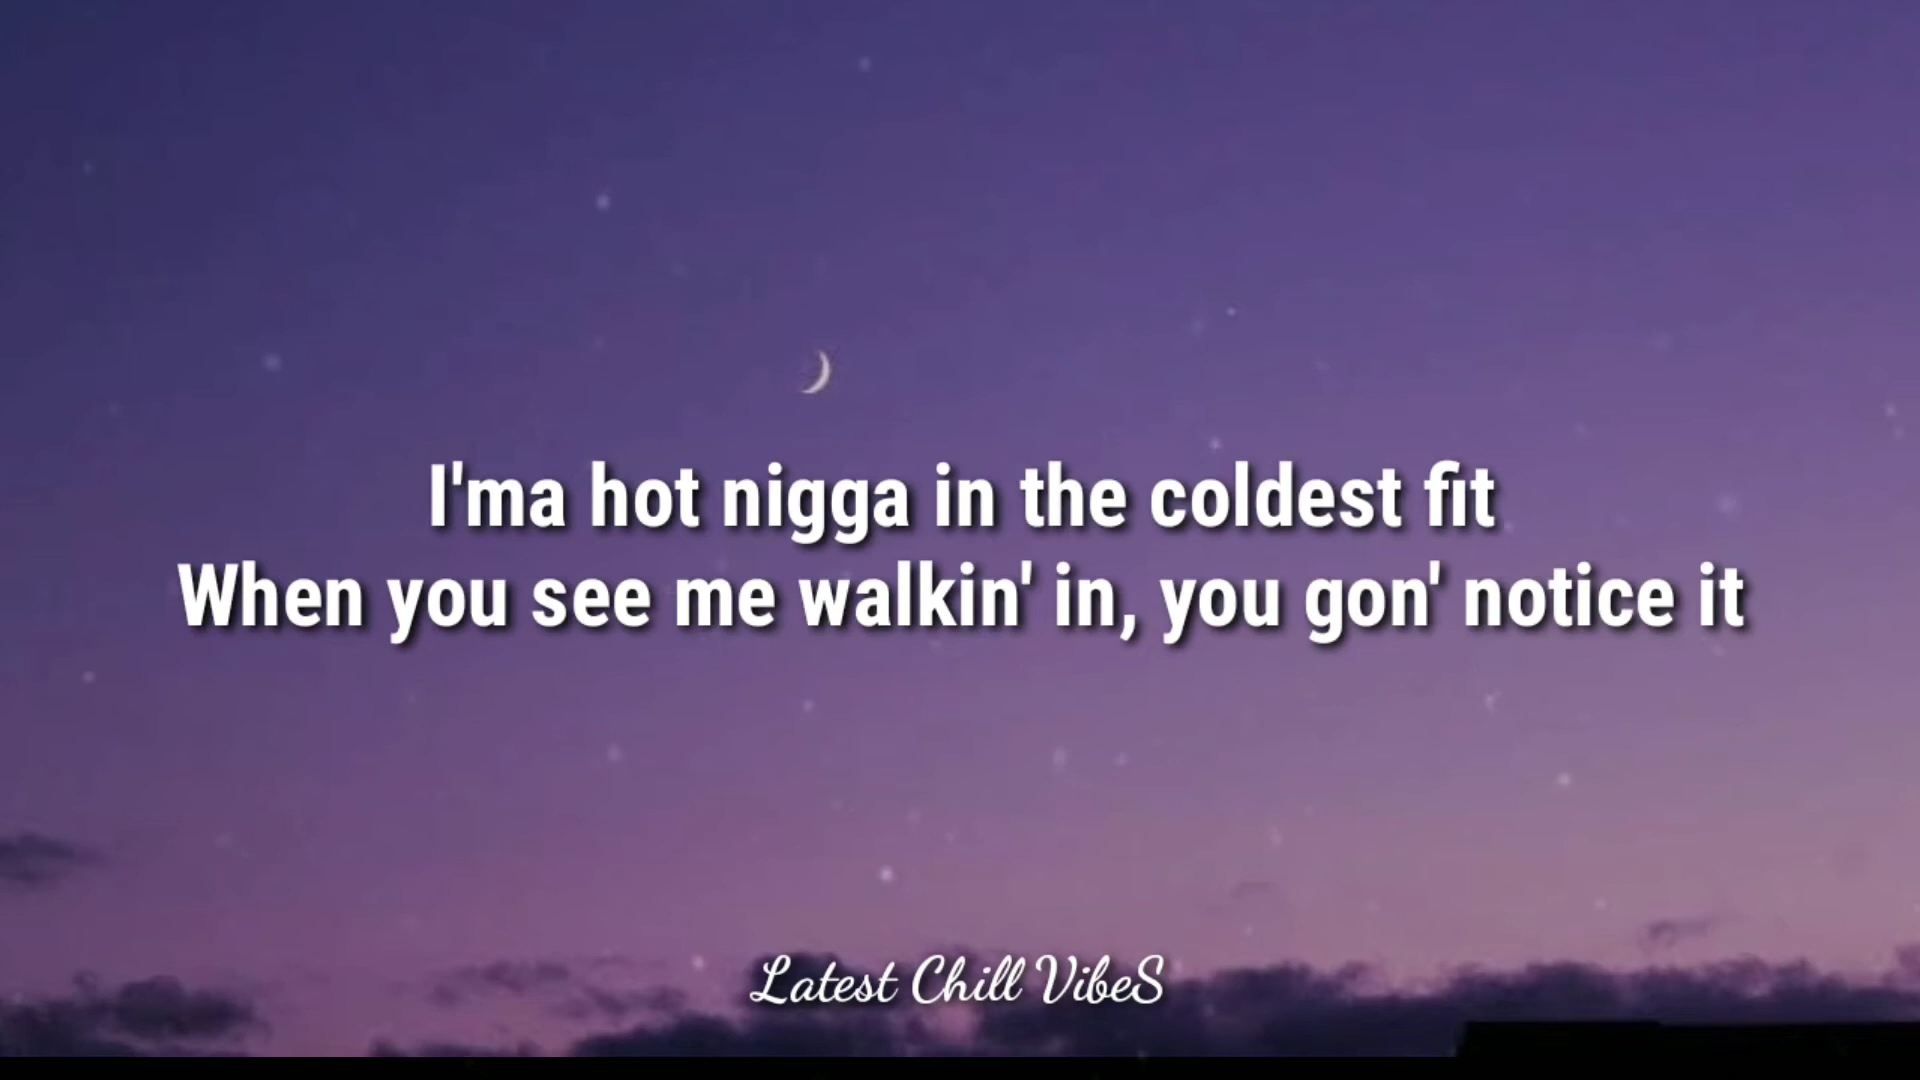 I'ma hot nigga in the coldest fit
When you see me walkin' in, you gon' notice it
Latest Chill VibeS